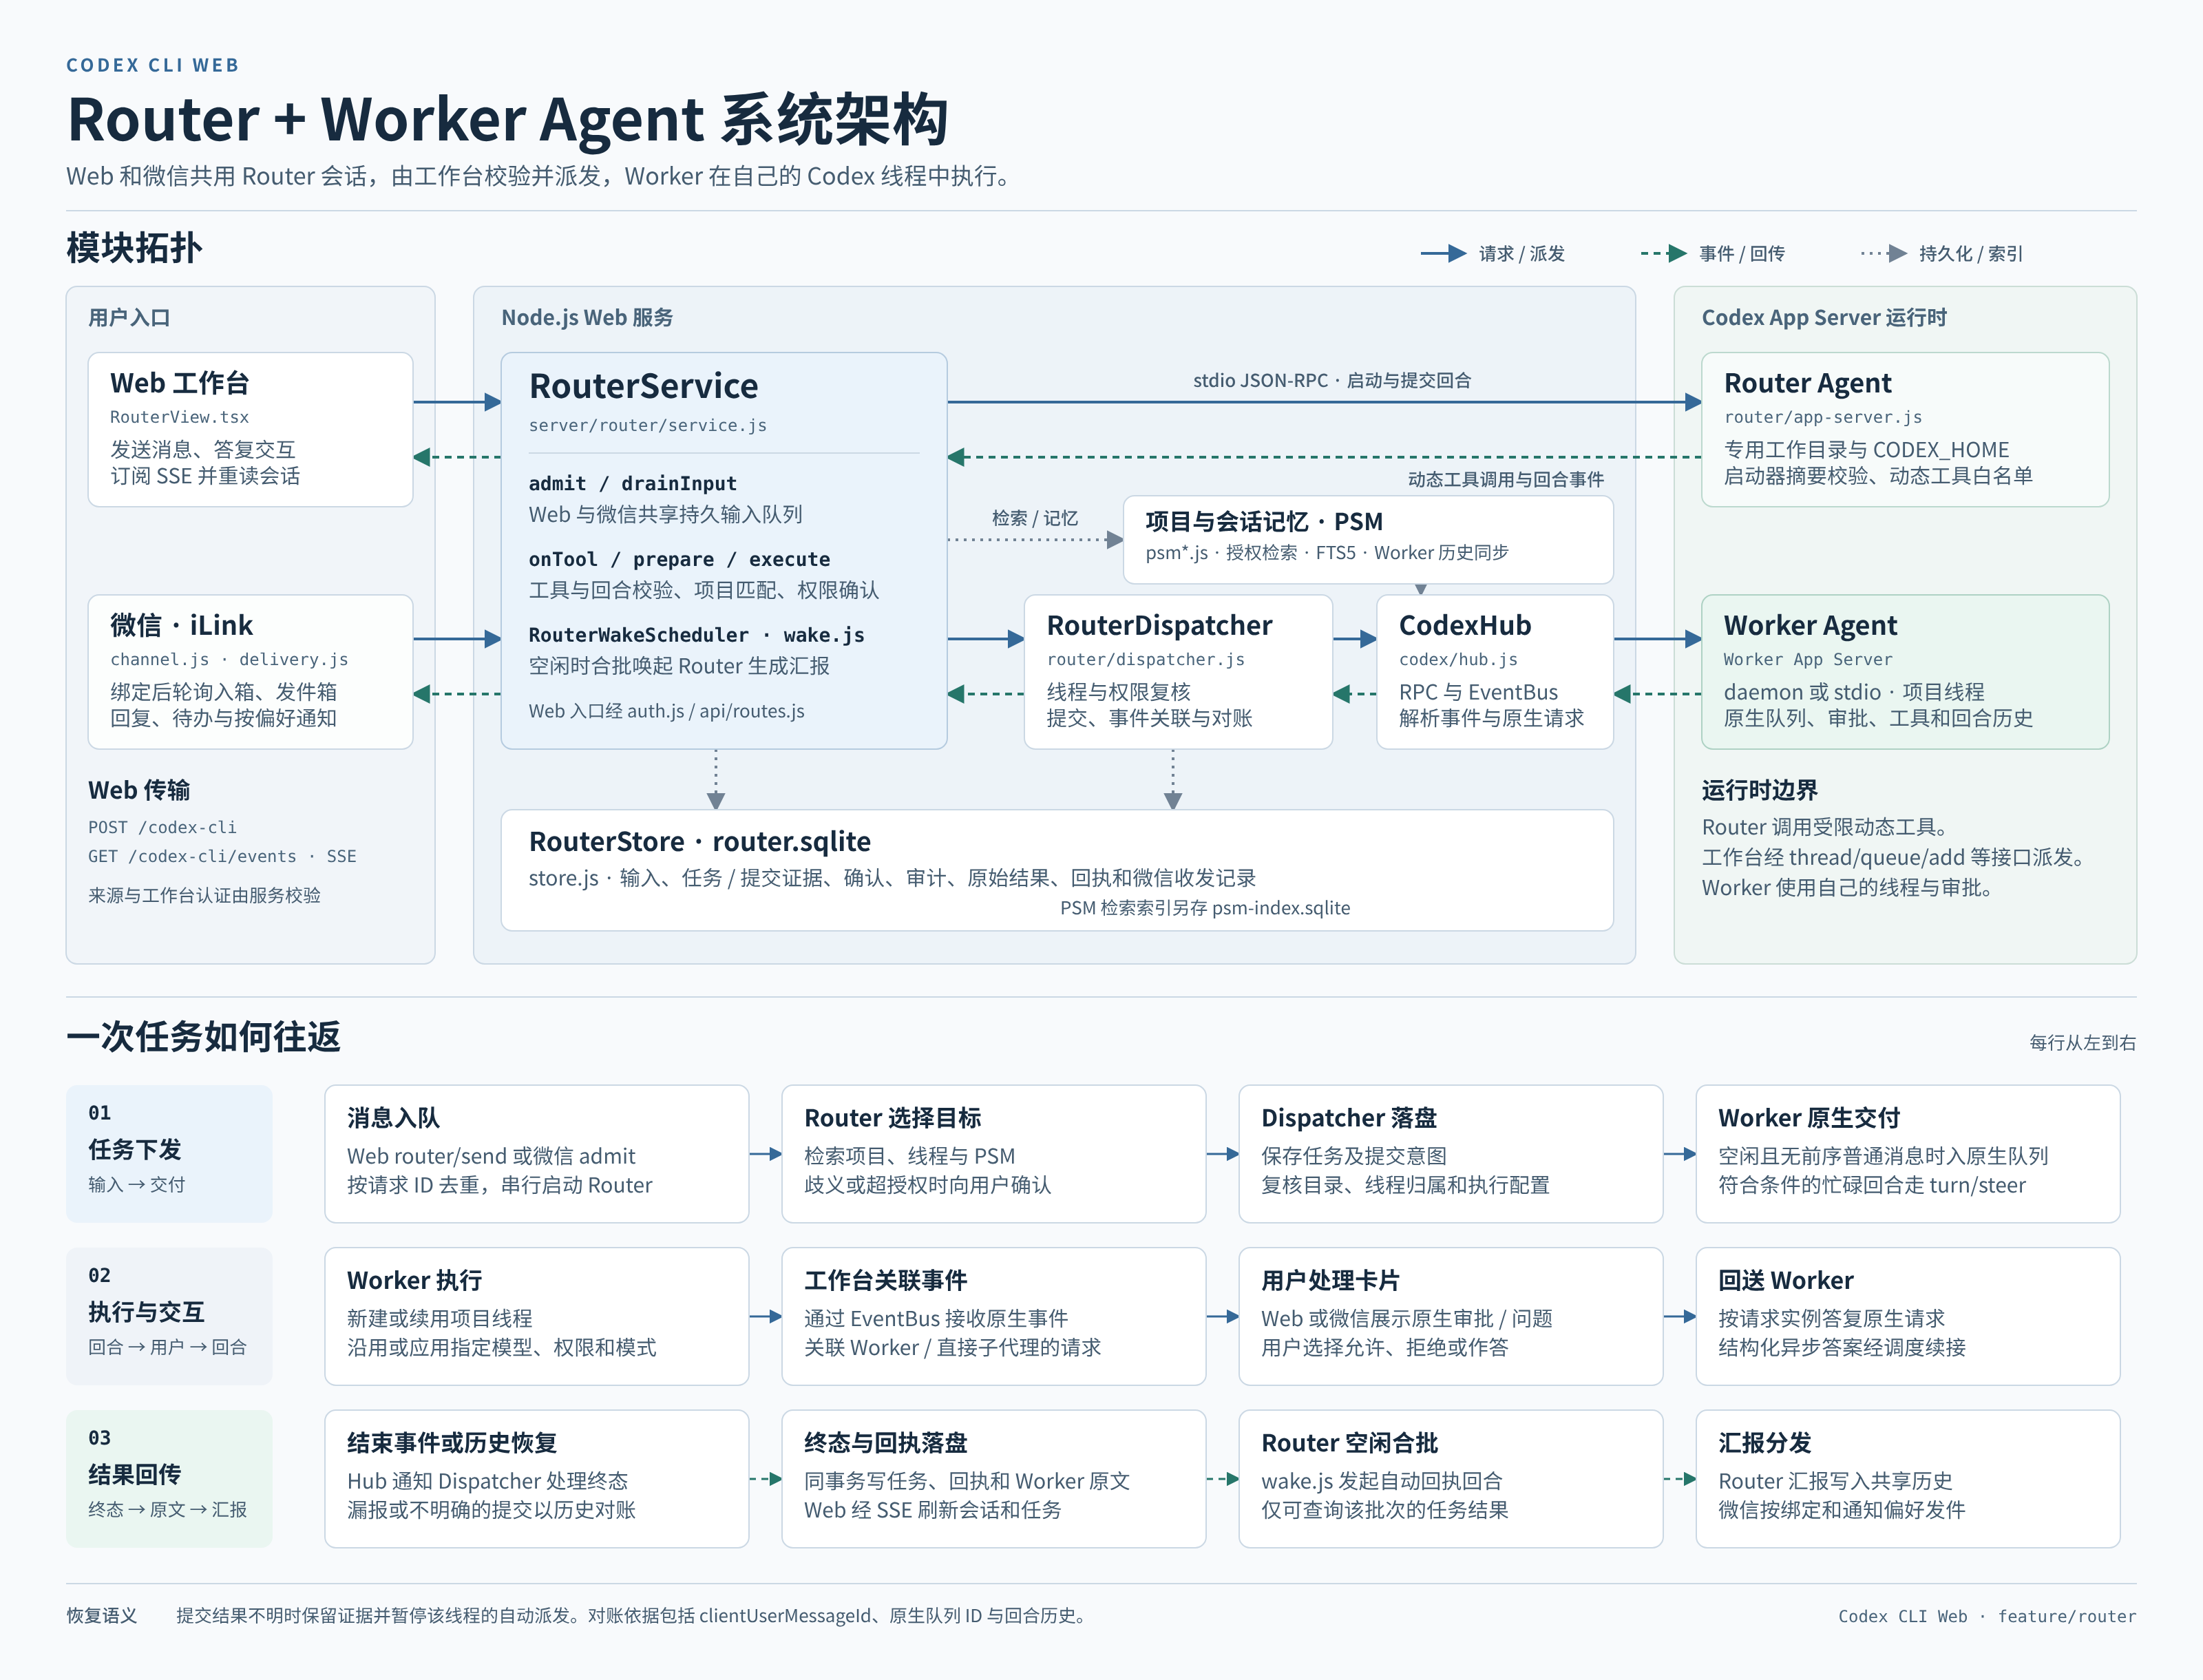 CODEX CLI WEB
Router + Worker Agent 系统架构
Web 和微信共用 Router 会话，由工作台校验并派发，Worker 在自己的 Codex 线程中执行。
模块拓扑
请求 / 派发
事件 / 回传
持久化 / 索引
用户入口
Web 工作台
RouterView.tsx
发送消息、答复交互
订阅 SSE 并重读会话
微信 · iLink
channel.js · delivery.js
绑定后轮询入箱、发件箱
回复、待办与按偏好通知
Web 传输
POST /codex-cli
GET /codex-cli/events · SSE
来源与工作台认证由服务校验
Node.js Web 服务
RouterService
server/router/service.js
admit / drainInput
Web 与微信共享持久输入队列
onTool / prepare / execute
工具与回合校验、项目匹配、权限确认
RouterWakeScheduler · wake.js
空闲时合批唤起 Router 生成汇报
Web 入口经 auth.js / api/routes.js
stdio JSON-RPC · 启动与提交回合
动态工具调用与回合事件
检索 / 记忆
项目与会话记忆 · PSM
psm*.js · 授权检索 · FTS5 · Worker 历史同步
RouterDispatcher
router/dispatcher.js
线程与权限复核
提交、事件关联与对账
CodexHub
codex/hub.js
RPC 与 EventBus
解析事件与原生请求
RouterStore · router.sqlite
store.js · 输入、任务 / 提交证据、确认、审计、原始结果、回执和微信收发记录
PSM 检索索引另存 psm-index.sqlite
Codex App Server 运行时
Router Agent
router/app-server.js
专用工作目录与 CODEX_HOME
启动器摘要校验、动态工具白名单
Worker Agent
Worker App Server
daemon 或 stdio · 项目线程
原生队列、审批、工具和回合历史
运行时边界
Router 调用受限动态工具。
工作台经 thread/queue/add 等接口派发。
Worker 使用自己的线程与审批。
一次任务如何往返
每行从左到右
01
任务下发
输入 → 交付
消息入队
Web router/send 或微信 admit
按请求 ID 去重，串行启动 Router
Router 选择目标
检索项目、线程与 PSM
歧义或超授权时向用户确认
Dispatcher 落盘
保存任务及提交意图
复核目录、线程归属和执行配置
Worker 原生交付
空闲且无前序普通消息时入原生队列
符合条件的忙碌回合走 turn/steer
02
执行与交互
回合 → 用户 → 回合
Worker 执行
新建或续用项目线程
沿用或应用指定模型、权限和模式
工作台关联事件
通过 EventBus 接收原生事件
关联 Worker / 直接子代理的请求
用户处理卡片
Web 或微信展示原生审批 / 问题
用户选择允许、拒绝或作答
回送 Worker
按请求实例答复原生请求
结构化异步答案经调度续接
03
结果回传
终态 → 原文 → 汇报
结束事件或历史恢复
Hub 通知 Dispatcher 处理终态
漏报或不明确的提交以历史对账
终态与回执落盘
同事务写任务、回执和 Worker 原文
Web 经 SSE 刷新会话和任务
Router 空闲合批
wake.js 发起自动回执回合
仅可查询该批次的任务结果
汇报分发
Router 汇报写入共享历史
微信按绑定和通知偏好发件
恢复语义 提交结果不明时保留证据并暂停该线程的自动派发。对账依据包括 clientUserMessageId、原生队列 ID 与回合历史。
Codex CLI Web · feature/router